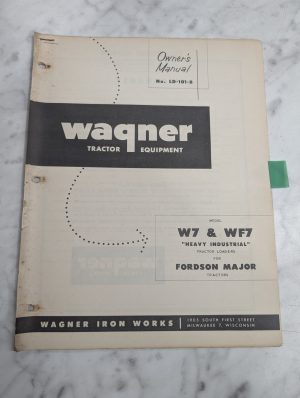 Owner's
Manual
No. LD-101-B
wagner
TRACTOR EQUIPMENT
MODEL
W7 & WF7
"HEAVY INDUSTRIAL"
TRACTOR LOADERS
FOR
FORDSON MAJOR
TRACTORS
WAGNER IRON WORKS
1905 SOUTH FIRST STREET
MILWAUKEE 7, WISCONSIN